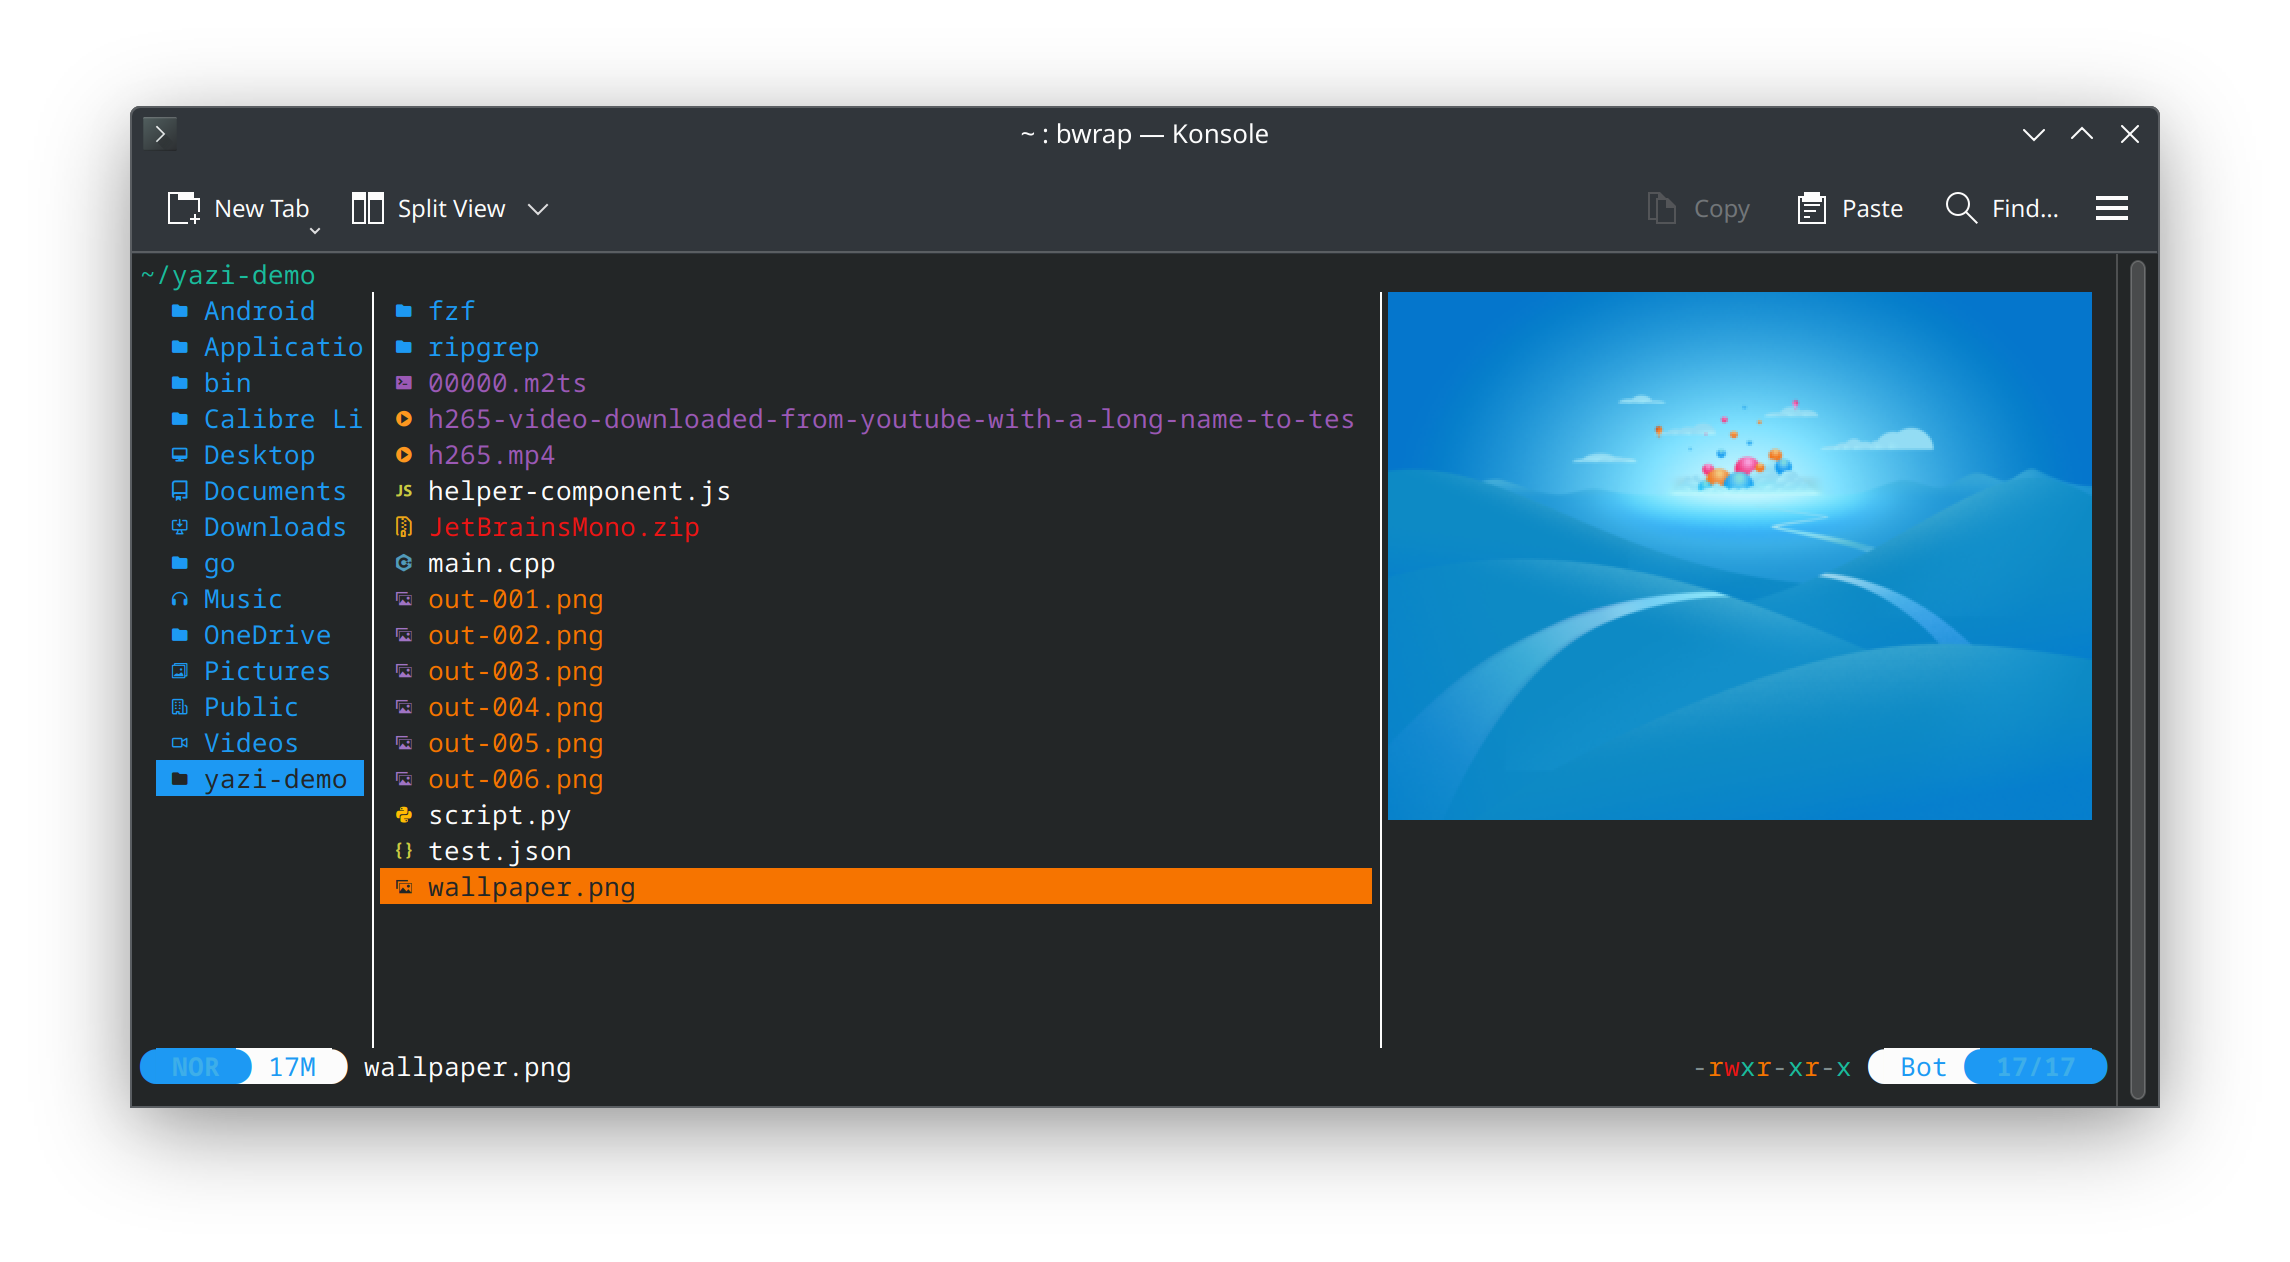 ~ : bwrap — Konsole
New Tab Split View Copy Paste Find...
~/yazi-demo
Android
Applicatio
bin
Calibre Li
Desktop
Documents
Downloads
go
Music
OneDrive
Pictures
Public
Videos
yazi-demo
fzf
ripgrep
00000.m2ts
h265-video-downloaded-from-youtube-with-a-long-name-to-tes
h265.mp4
JS helper-component.js
JetBrainsMono.zip
main.cpp
out-001.png
out-002.png
out-003.png
out-004.png
out-005.png
out-006.png
script.py
{} test.json
wallpaper.png
NOR 17M wallpaper.png -rwxr-xr-x Bot 17/17